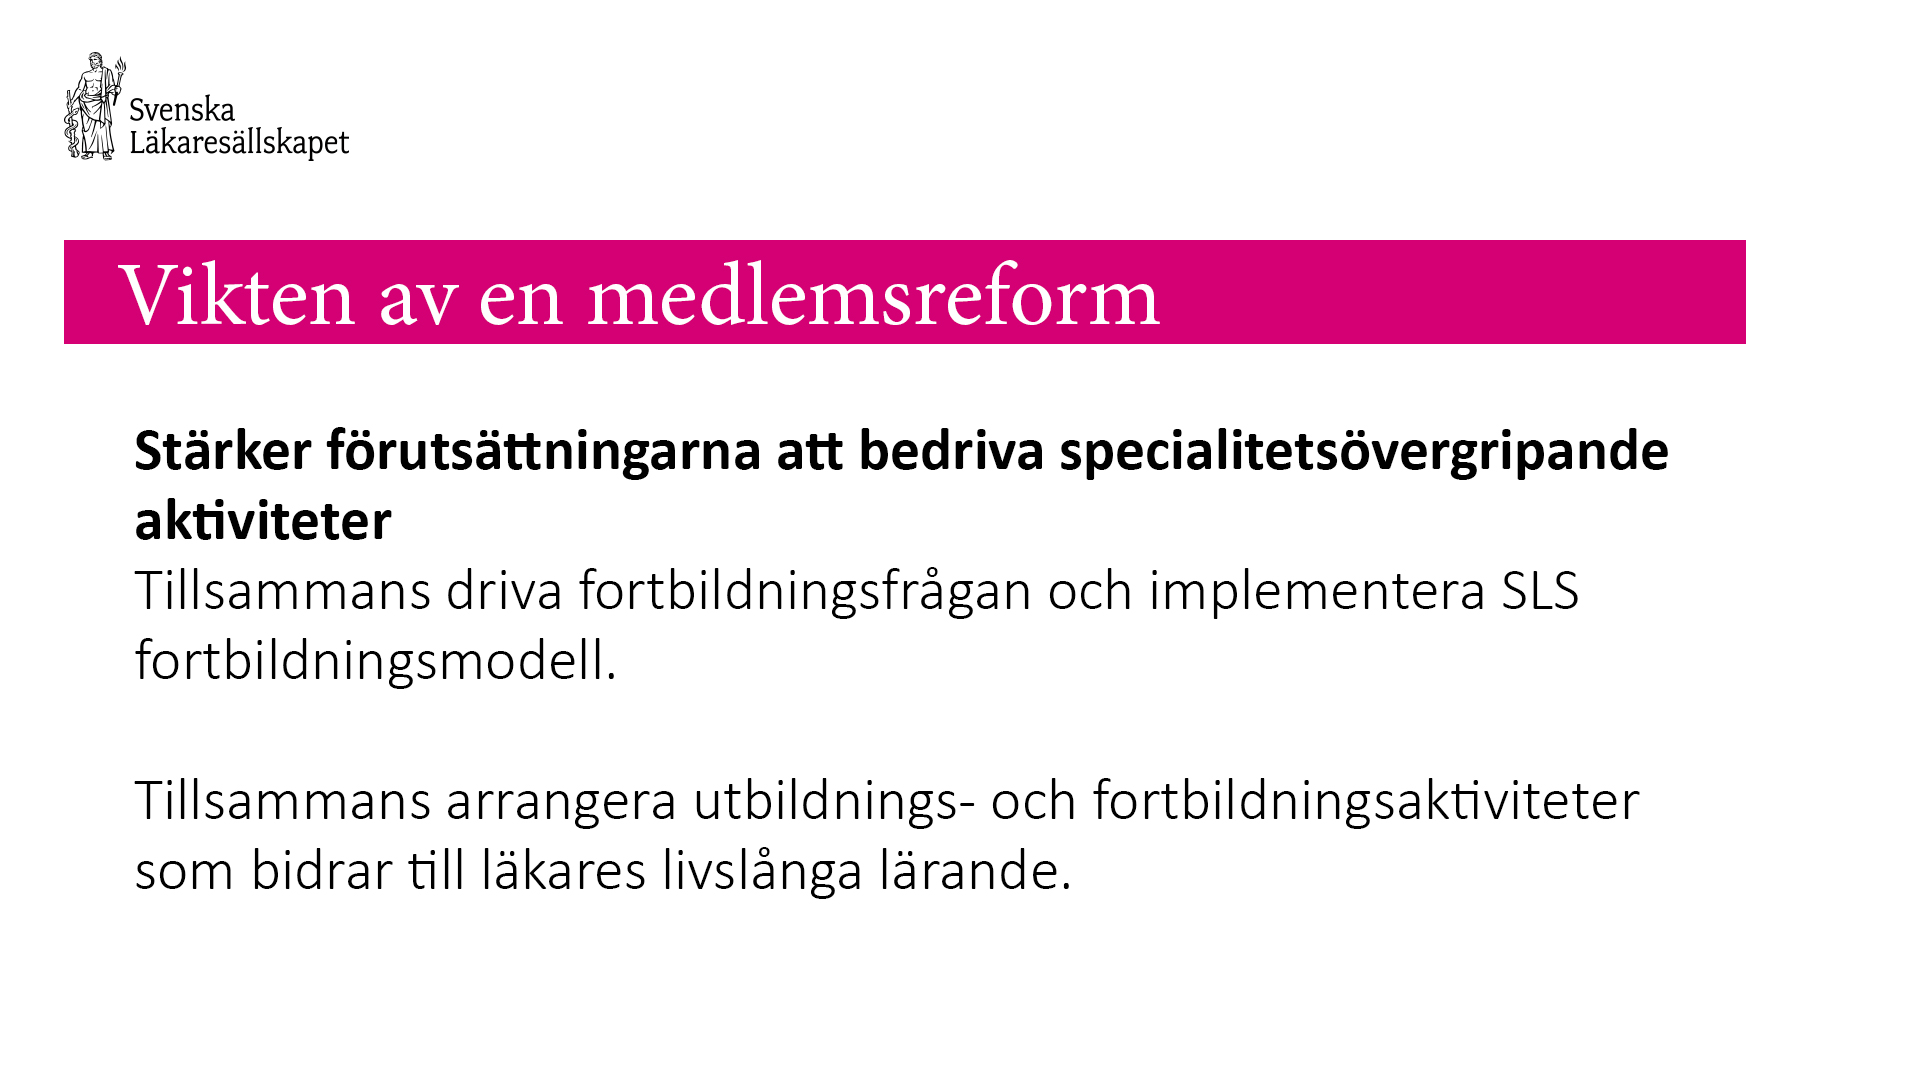 Svenska
Läkaresällskapet
Vikten av en medlemsreform
Stärker förutsättningarna att bedriva specialitetsövergripande
aktiviteter
Tillsammans driva fortbildningsfrågan och implementera SLS
fortbildningsmodell.
Tillsammans arrangera utbildnings- och fortbildningsaktiviteter
som bidrar till läkares livslånga lärande.